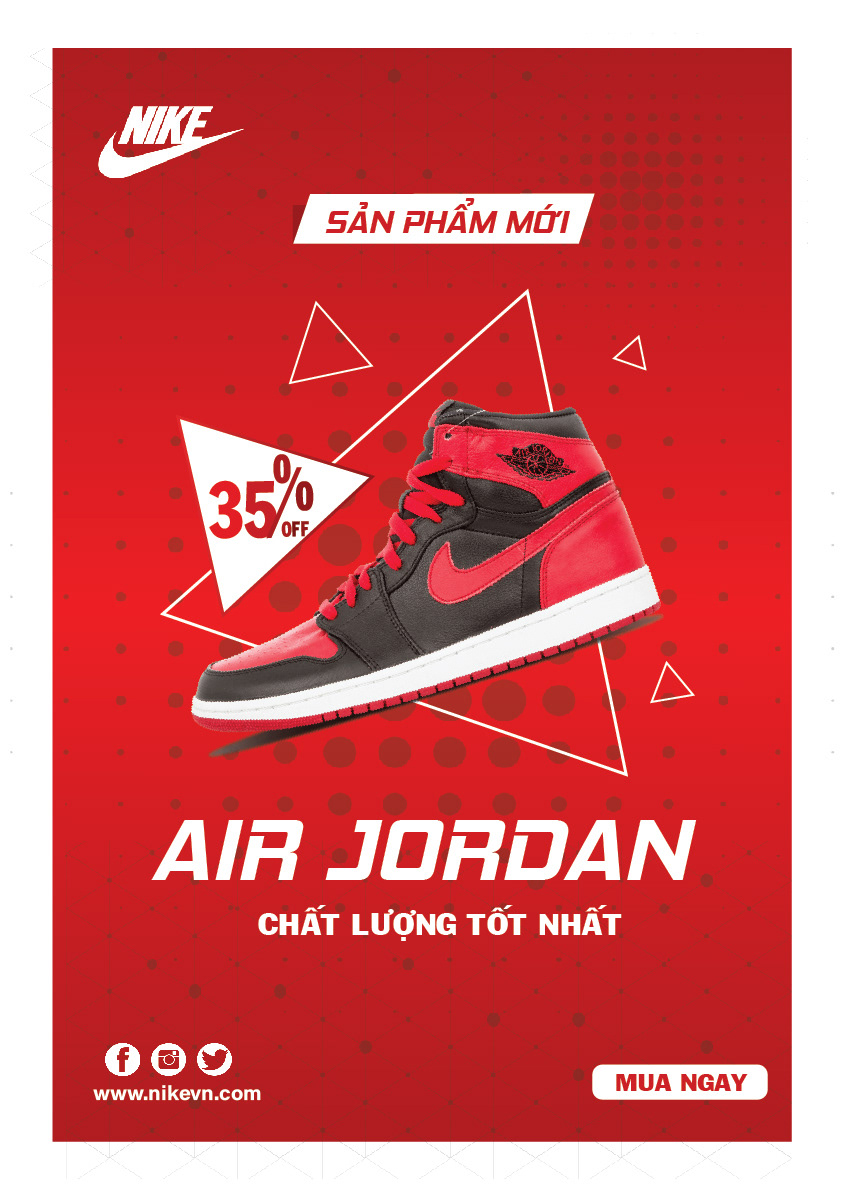 NIKE
SẢN PHẨM MỚI
35% OFF
AIR JORDAN
CHẤT LƯỢNG TỐT NHẤT
www.nikevn.com
MUA NGAY